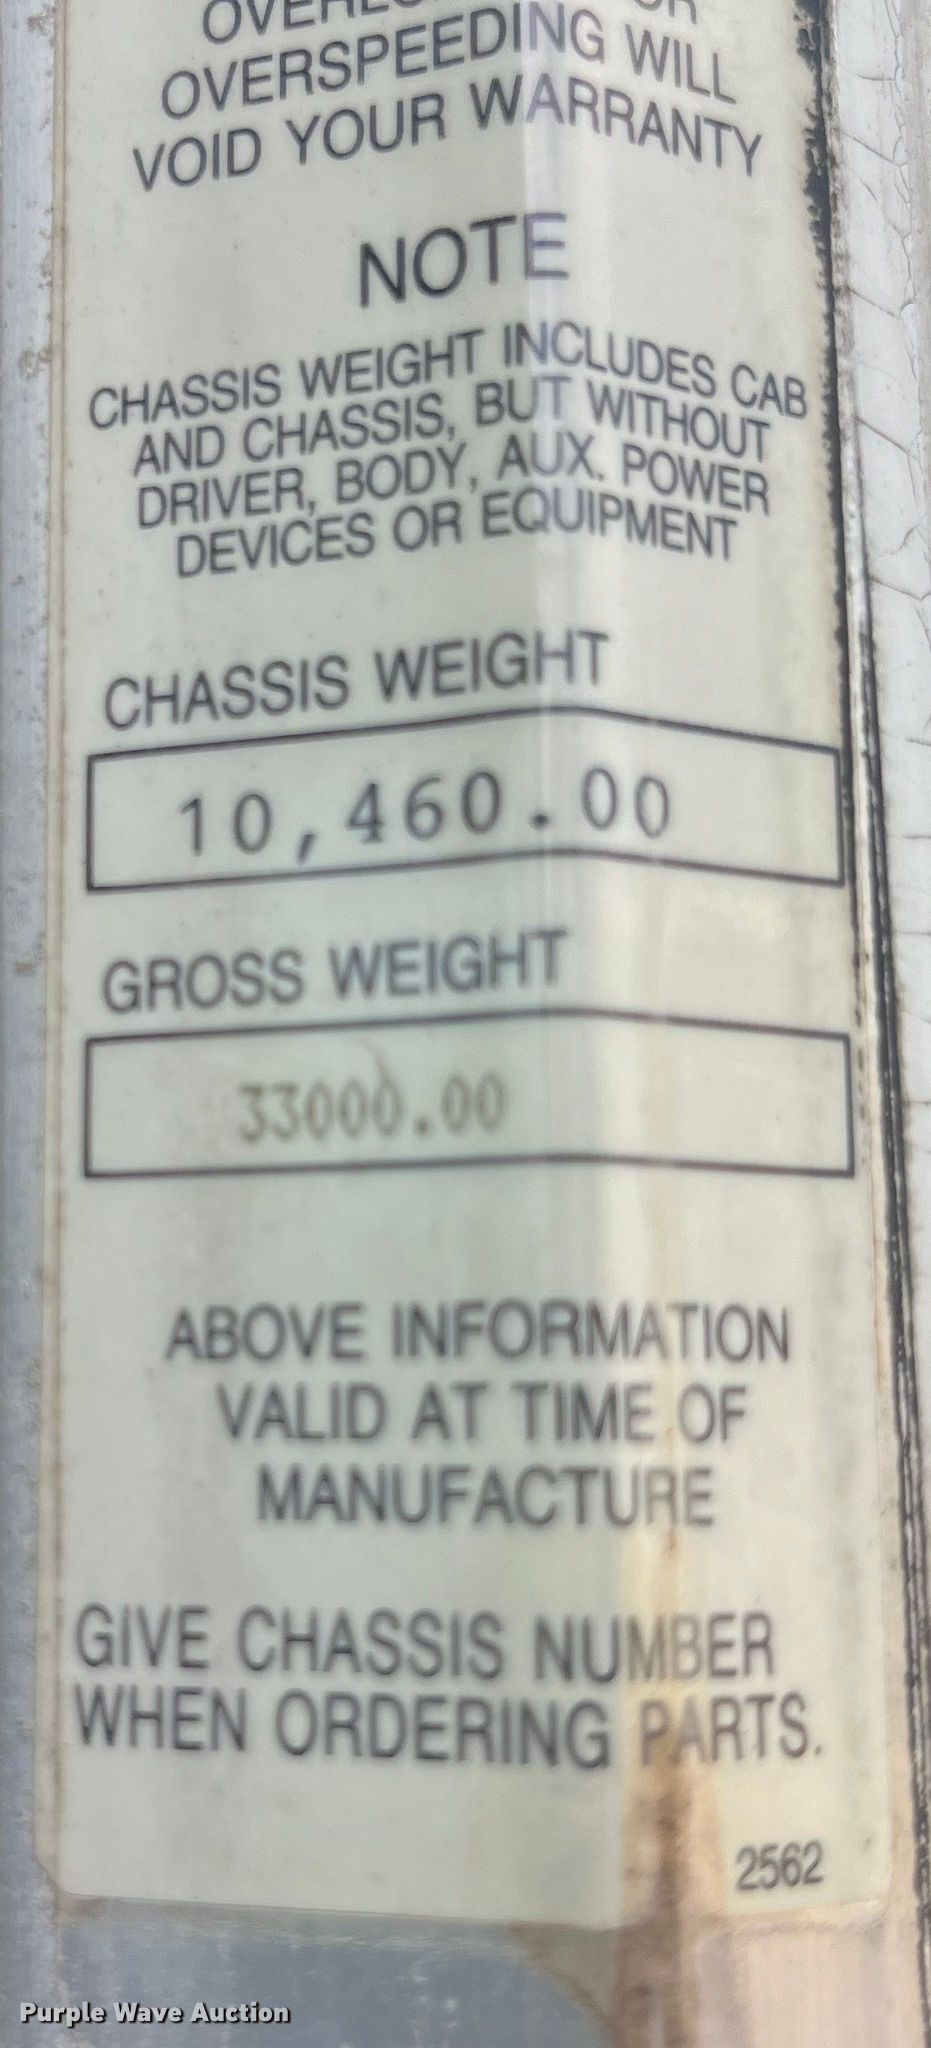 OVERSPEEDING WILL
VOID YOUR WARRANTY
NOTE
CHASSIS WEIGHT INCLUDES CAB
AND CHASSIS, BUT WITHOUT
DRIVER, BODY, AUX. POWER
DEVICES OR EQUIPMENT
CHASSIS WEIGHT
10,460.00
GROSS WEIGHT
33000.00
ABOVE INFORMATION
VALID AT TIME OF
MANUFACTURE
GIVE CHASSIS NUMBER
WHEN ORDERING PARTS.
2562
Purple Wave Auction